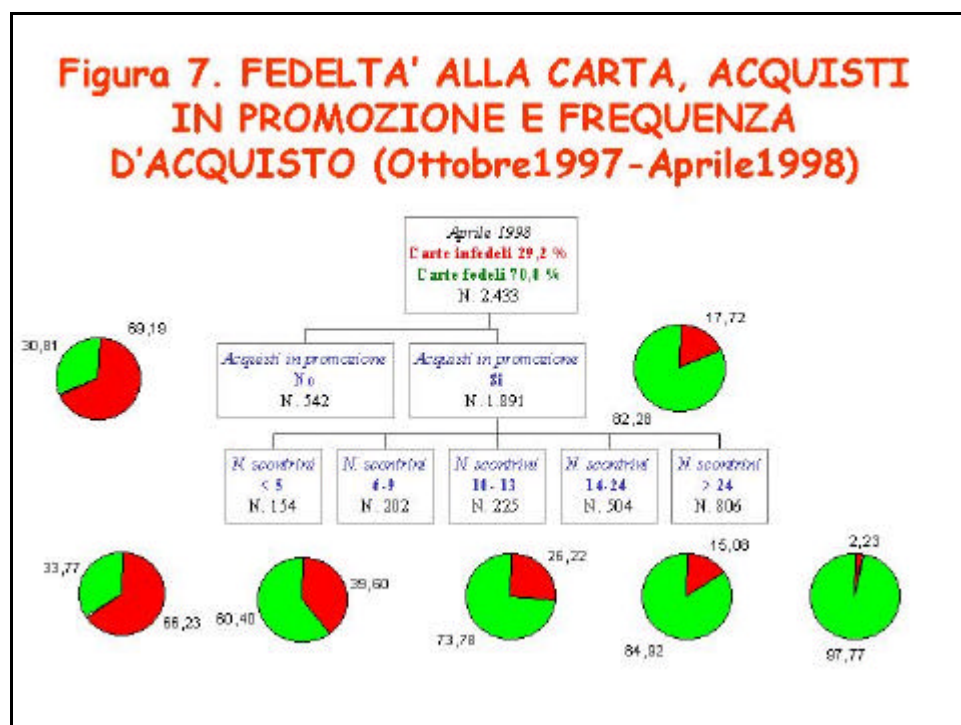 Figura 7. FEDELTA' ALLA CARTA, ACQUISTI
IN PROMOZIONE E FREQUENZA
D'ACQUISTO (Ottobre1997-Aprile1998)
Aprile 1998
Carte infedeli 29,2 %
Carte fedeli 70,8 %
N. 2.433
30,81
69,19
Acquisti in promozione
No
N. 542
Acquisti in promozione
Si
N. 1.891
17,72
82,28
N. scontrini
< 5
N. 154
N. scontrini
6-9
N. 202
N. scontrini
10-13
N. 225
N. scontrini
14-24
N. 504
N. scontrini
> 24
N. 806
33,77
66,23
60,40
39,60
26,22
73,78
15,08
84,92
2,23
97,77